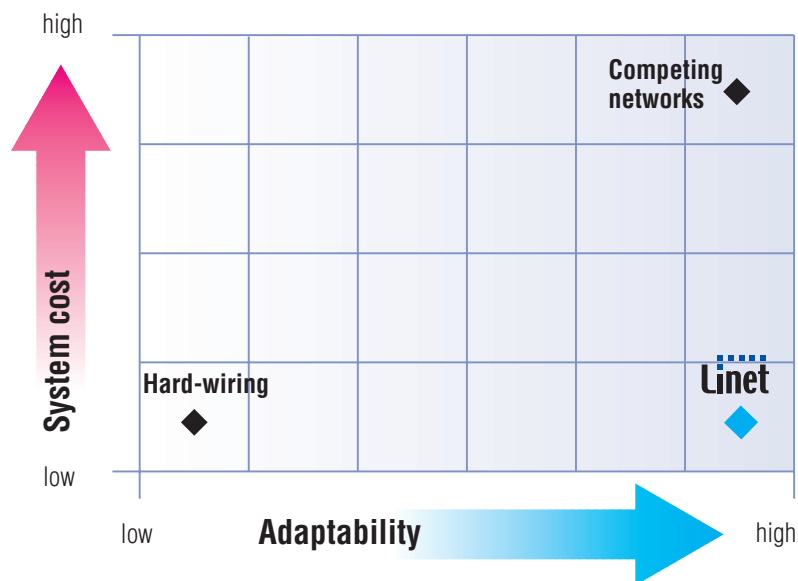 high
Competing
networks
System cost
Hard-wiring
Linet
low
low
Adaptability
high